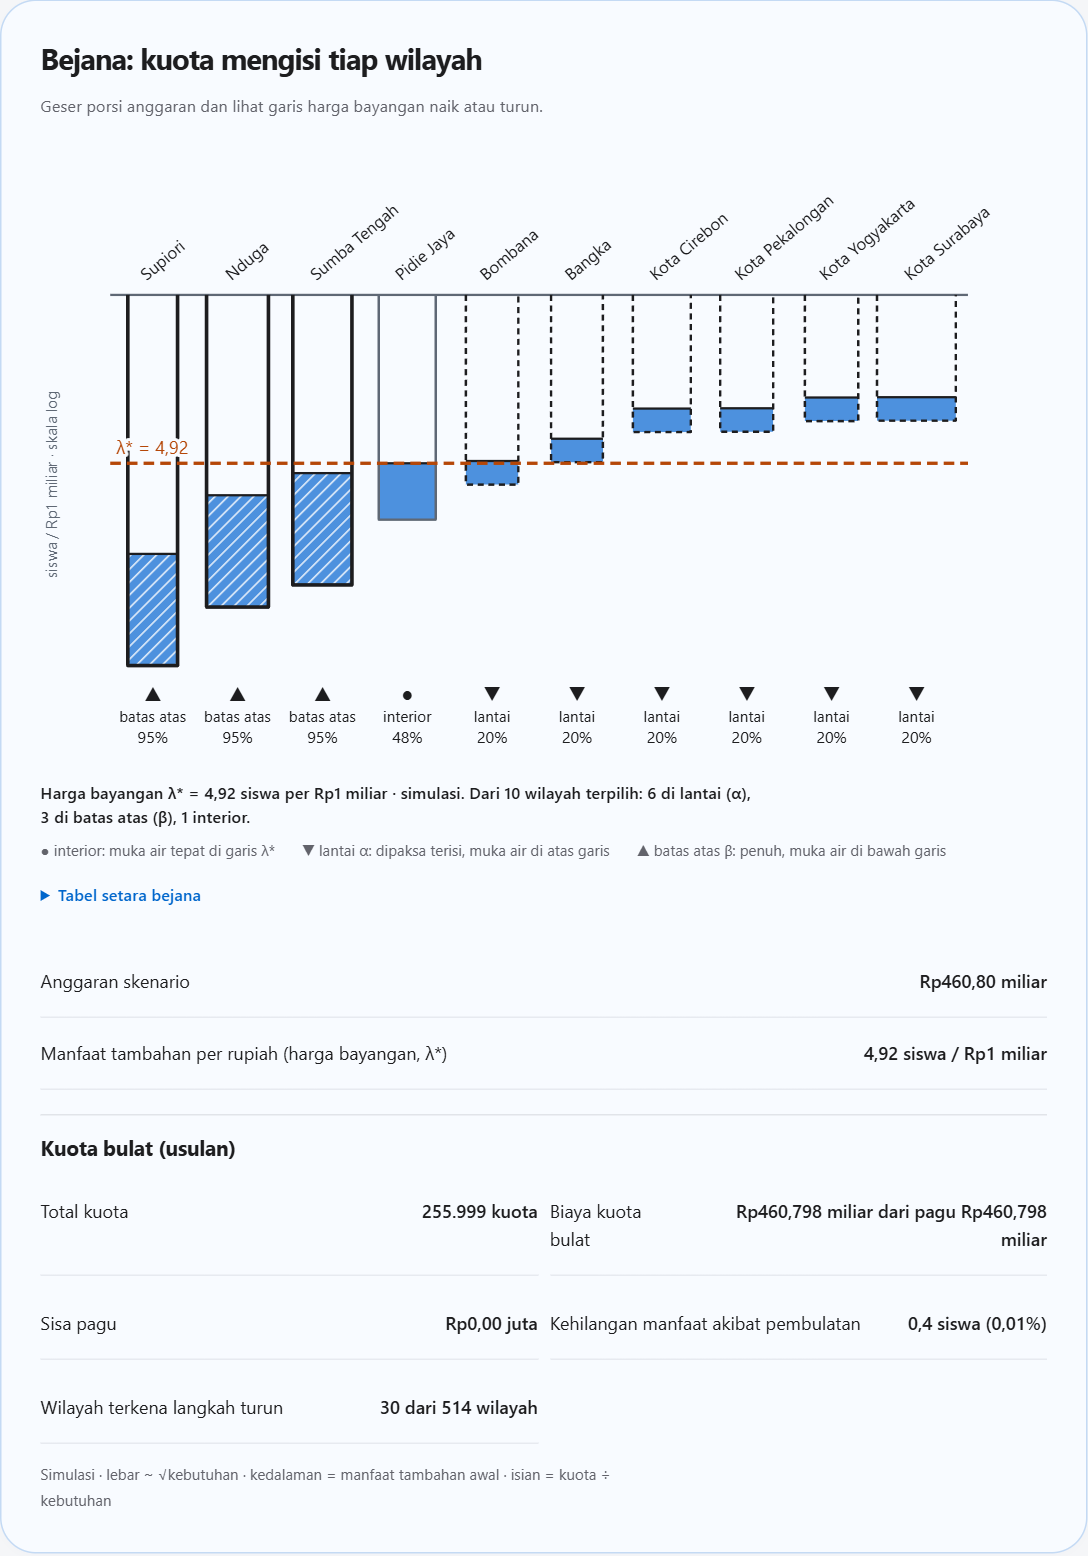 Bejana: kuota mengisi tiap wilayah
Geser porsi anggaran dan lihat garis harga bayangan naik atau turun.
Supiori
Nduga
Sumba Tengah
Pidie Jaya
Bombana
Bangka
Kota Cirebon
Kota Pekalongan
Kota Yogyakarta
Kota Surabaya
siswa / Rp1 miliar · skala log
λ* = 4,92
▲ ▲ ▲ ● ▼ ▼ ▼ ▼ ▼ ▼
batas atas batas atas batas atas interior lantai lantai lantai lantai lantai lantai
95% 95% 95% 48% 20% 20% 20% 20% 20% 20%
Harga bayangan λ* = 4,92 siswa per Rp1 miliar · simulasi. Dari 10 wilayah terpilih: 6 di lantai (α),
3 di batas atas (β), 1 interior.
● interior: muka air tepat di garis λ* ▼ lantai α: dipaksa terisi, muka air di atas garis ▲ batas atas β: penuh, muka air di bawah garis
▶ Tabel setara bejana
Anggaran skenario Rp460,80 miliar
Manfaat tambahan per rupiah (harga bayangan, λ*) 4,92 siswa / Rp1 miliar
Kuota bulat (usulan)
Total kuota 255.999 kuota
Biaya kuota bulat Rp460,798 miliar dari pagu Rp460,798 miliar
Sisa pagu Rp0,00 juta
Kehilangan manfaat akibat pembulatan 0,4 siswa (0,01%)
Wilayah terkena langkah turun 30 dari 514 wilayah
Simulasi · lebar ~ √kebutuhan · kedalaman = manfaat tambahan awal · isian = kuota ÷
kebutuhan